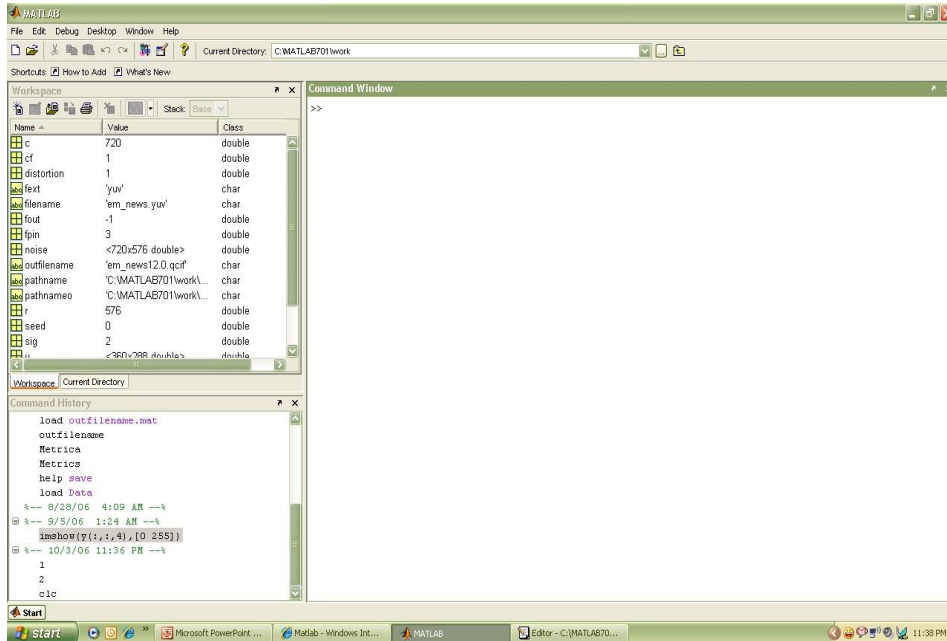 MATLAB
File Edit Debug Desktop Window Help
Current Directory: C:\MATLAB701\work
Shortcuts How to Add What's New
Workspace
Stack: Base
Name Value Class
c 720 double
cf 1 double
distortion 1 double
abc fext 'yuv' char
abc filename 'em_news.yuv' char
fout -1 double
fpin 3 double
noise <720x576 double> double
abc outfilename 'em_news12.0.qcif' char
abc pathname 'C:\MATLAB701\work\... char
abc pathnameo 'C:\MATLAB701\work\... char
r 576 double
seed 0 double
sig 2 double
u <360x288 double> double
Workspace Current Directory
Command History
load outfilename.mat
outfilename
Metrica
Metrics
help save
load Data
%-- 8/28/06 4:09 AM --%
%-- 9/5/06 1:24 AM --%
imshow(y(:,:,4),[0 255])
%-- 10/3/06 11:36 PM --%
1
2
clc
Command Window
>>
Start
start Microsoft PowerPoint ... Matlab - Windows Int... MATLAB Editor - C:\MATLAB70... 11:38 PM